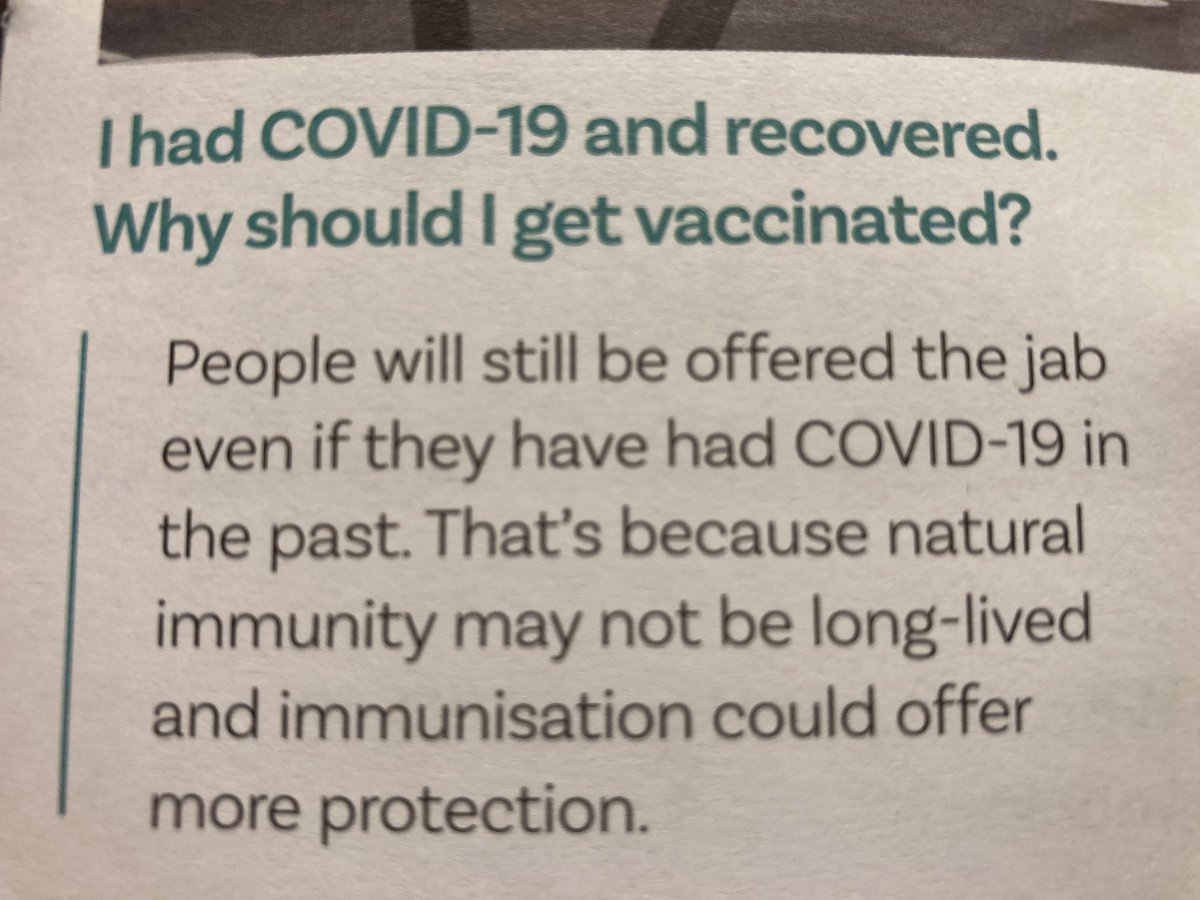 I had COVID-19 and recovered.
Why should I get vaccinated?
People will still be offered the jab
even if they have had COVID-19 in
the past. That’s because natural
immunity may not be long-lived
and immunisation could offer
more protection.